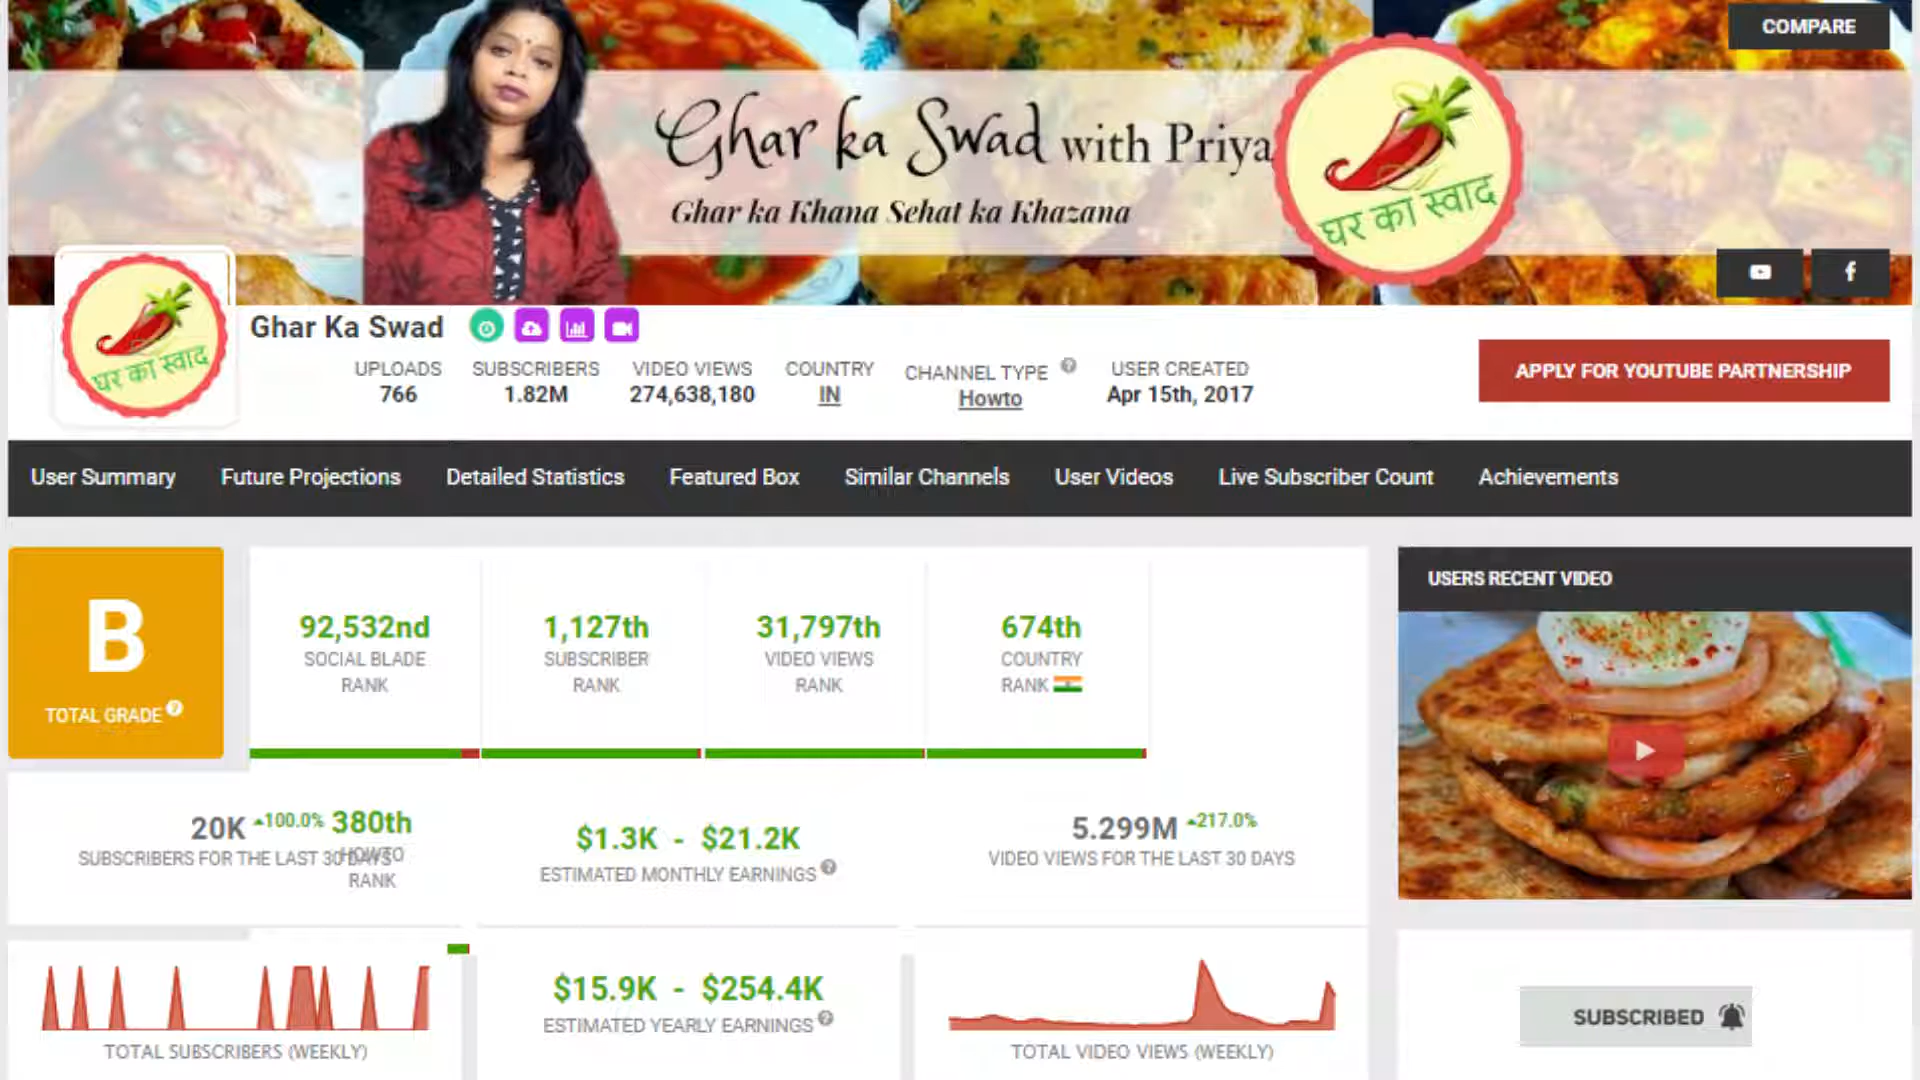 COMPARE
Ghar ka Swad with Priya
Ghar ka Khana Sehat ka Khazana
घर का स्वाद
घर का स्वाद
Ghar Ka Swad
UPLOADS
766
SUBSCRIBERS
1.82M
VIDEO VIEWS
274,638,180
COUNTRY
IN
CHANNEL TYPE
Howto
USER CREATED
Apr 15th, 2017
APPLY FOR YOUTUBE PARTNERSHIP
User Summary Future Projections Detailed Statistics Featured Box Similar Channels User Videos Live Subscriber Count Achievements
B
TOTAL GRADE
92,532nd
SOCIAL BLADE
RANK
1,127th
SUBSCRIBER
RANK
31,797th
VIDEO VIEWS
RANK
674th
COUNTRY
RANK
USERS RECENT VIDEO
20K 100.0%
SUBSCRIBERS FOR THE LAST 30 DAYS
380th
HOWTO
RANK
$1.3K - $21.2K
ESTIMATED MONTHLY EARNINGS
5.299M 217.0%
VIDEO VIEWS FOR THE LAST 30 DAYS
TOTAL SUBSCRIBERS (WEEKLY)
$15.9K - $254.4K
ESTIMATED YEARLY EARNINGS
TOTAL VIDEO VIEWS (WEEKLY)
SUBSCRIBED